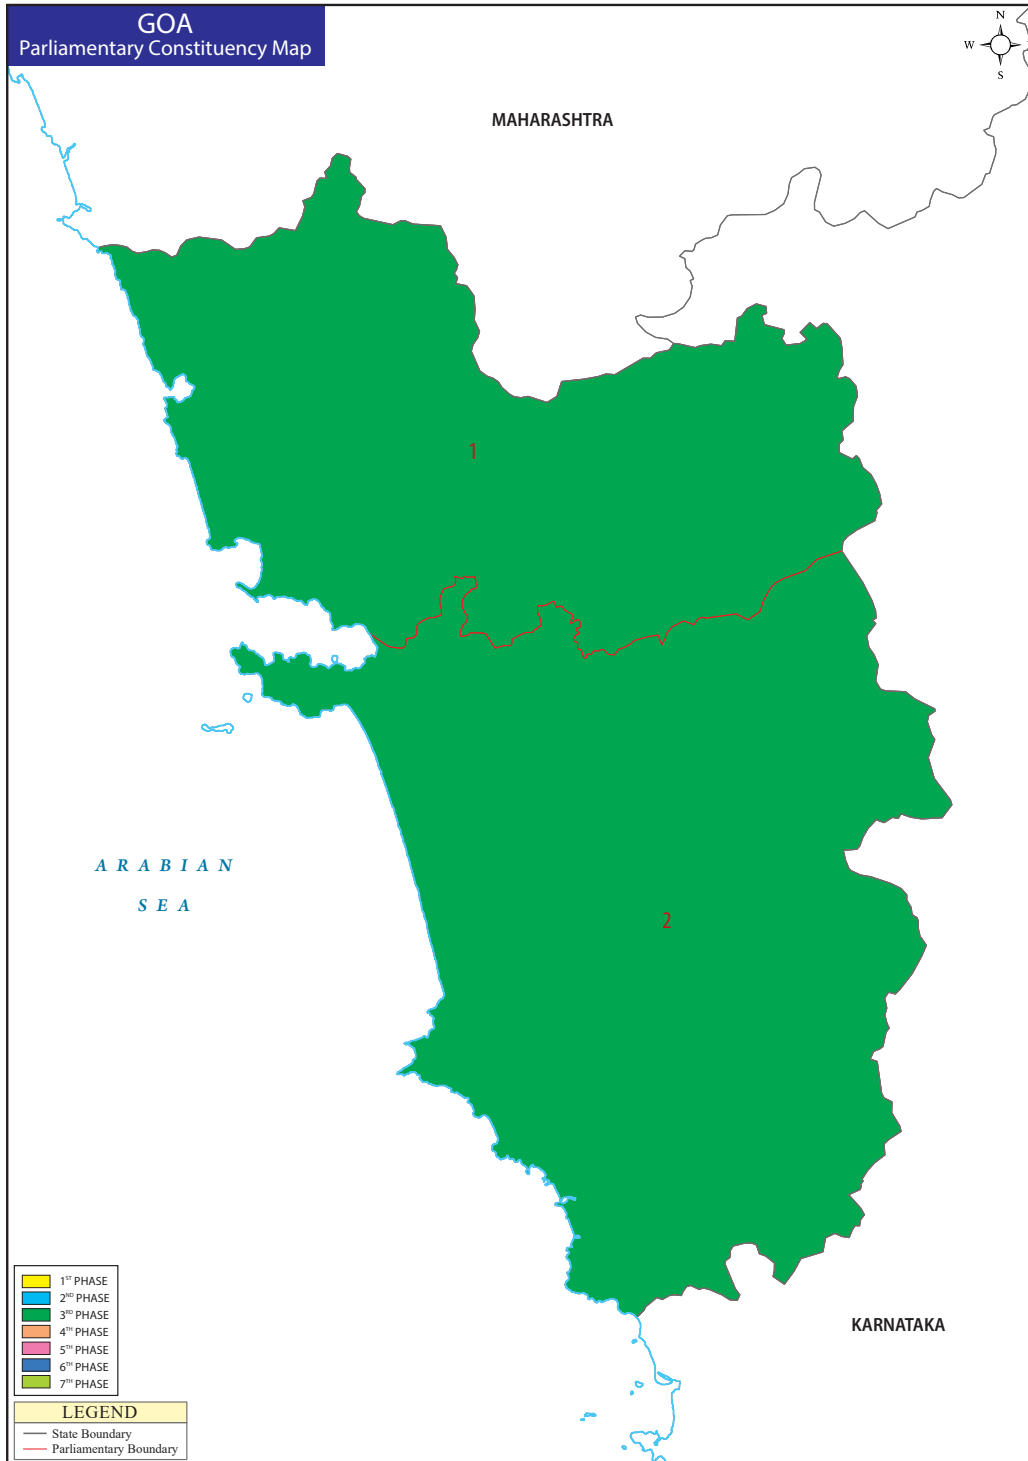 GOA
Parliamentary Constituency Map
N
W
S
MAHARASHTRA
1
ARABIAN
SEA
2
KARNATAKA
1ST PHASE
2ND PHASE
3RD PHASE
4TH PHASE
5TH PHASE
6TH PHASE
7TH PHASE
LEGEND
State Boundary
Parliamentary Boundary